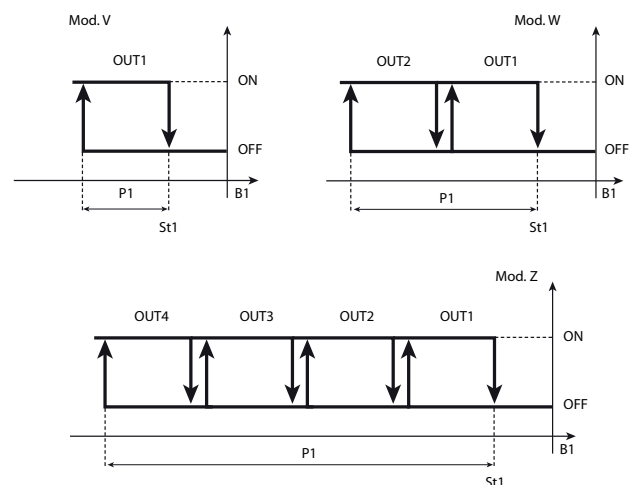 Mod. V
OUT1
ON
OFF
P1
B1
St1
Mod. W
OUT2 OUT1
ON
OFF
P1
B1
St1
Mod. Z
OUT4 OUT3 OUT2 OUT1
ON
OFF
P1
B1
St1